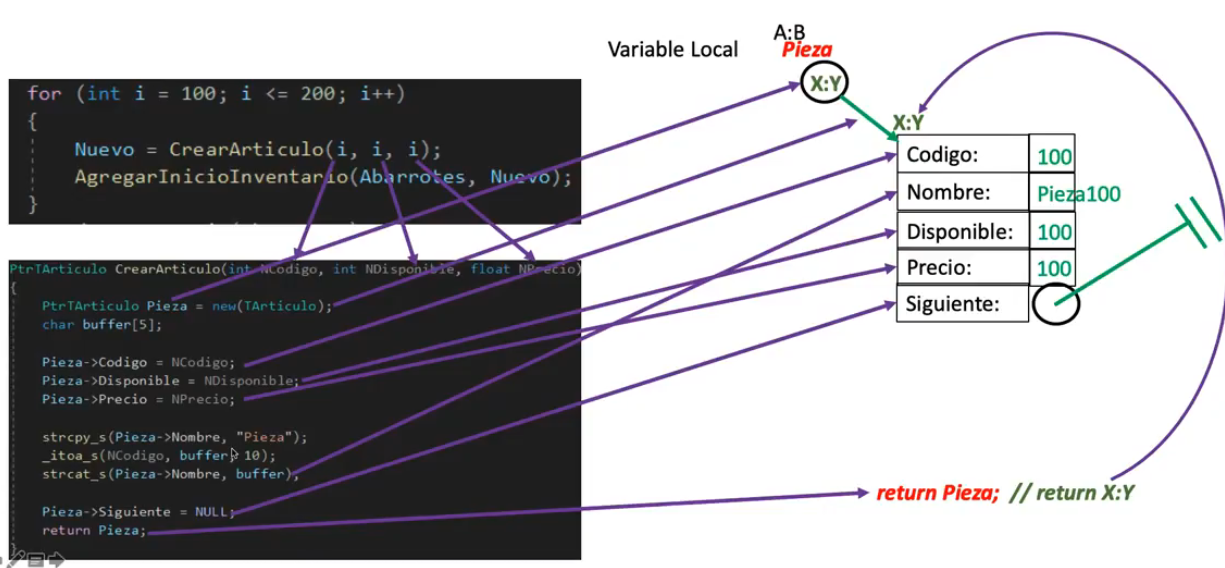 for (int i = 100; i <= 200; i++)
{
Nuevo = CrearArticulo(i, i, i);
AgregarInicioInventario(Abarrotes, Nuevo);
}
PtrTArticulo CrearArticulo(int NCodigo, int NDisponible, float NPrecio)
{
PtrTArticulo Pieza = new(TArticulo);
char buffer[5];
Pieza->Codigo = NCodigo;
Pieza->Disponible = NDisponible;
Pieza->Precio = NPrecio;
strcpy_s(Pieza->Nombre, "Pieza");
_itoa_s(NCodigo, buffer, 10);
strcat_s(Pieza->Nombre, buffer);
Pieza->Siguiente = NULL;
return Pieza;
}
A:B
Variable Local Pieza
X:Y
X:Y
Codigo: 100
Nombre: Pieza100
Disponible: 100
Precio: 100
Siguiente:
return Pieza; // return X:Y